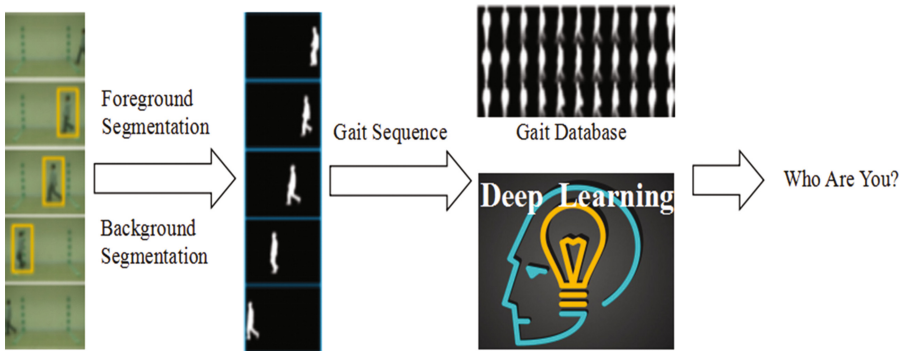 Foreground
Segmentation
Background
Segmentation
Gait Sequence
Gait Database
Deep Learning
Who Are You?